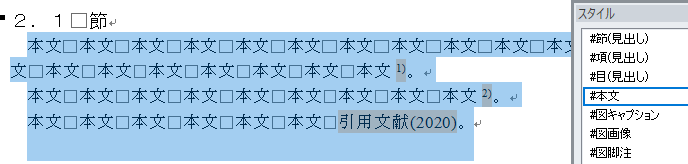 ２．１□節
本文□本文□本文□本文□本文□本文□本文□本文□本
文□本文□本文□本文□本文□本文□本文 1)。
本文□本文□本文□本文□本文□本文□本文□本文 2)。
本文□本文□本文□本文□本文□本文□引用文献(2020)。
スタイル
#節(見出し)
#項(見出し)
#目(見出し)
#本文
#図キャプション
#図画像
#図脚注